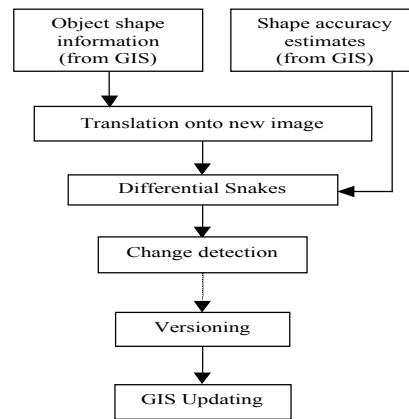 Object shape
information
(from GIS)
Shape accuracy
estimates
(from GIS)
Translation onto new image
Differential Snakes
Change detection
Versioning
GIS Updating